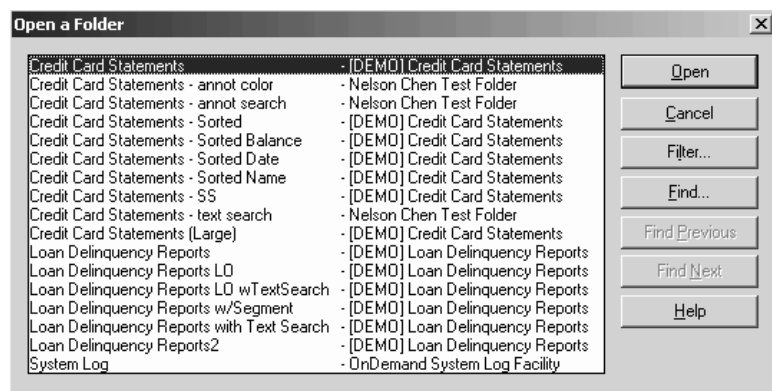 Open a Folder
Credit Card Statements - [DEMO] Credit Card Statements
Credit Card Statements - annot color - Nelson Chen Test Folder
Credit Card Statements - annot search - Nelson Chen Test Folder
Credit Card Statements - Sorted - [DEMO] Credit Card Statements
Credit Card Statements - Sorted Balance - [DEMO] Credit Card Statements
Credit Card Statements - Sorted Date - [DEMO] Credit Card Statements
Credit Card Statements - Sorted Name - [DEMO] Credit Card Statements
Credit Card Statements - SS - [DEMO] Credit Card Statements
Credit Card Statements - text search - Nelson Chen Test Folder
Credit Card Statements (Large) - [DEMO] Credit Card Statements
Loan Delinquency Reports - [DEMO] Loan Delinquency Reports
Loan Delinquency Reports LO - [DEMO] Loan Delinquency Reports
Loan Delinquency Reports LO wTextSearch - [DEMO] Loan Delinquency Reports
Loan Delinquency Reports w/Segment - [DEMO] Loan Delinquency Reports
Loan Delinquency Reports with Text Search - [DEMO] Loan Delinquency Reports
Loan Delinquency Reports2 - [DEMO] Loan Delinquency Reports
System Log - OnDemand System Log Facility
Open
Cancel
Filter...
Find...
Find Previous
Find Next
Help